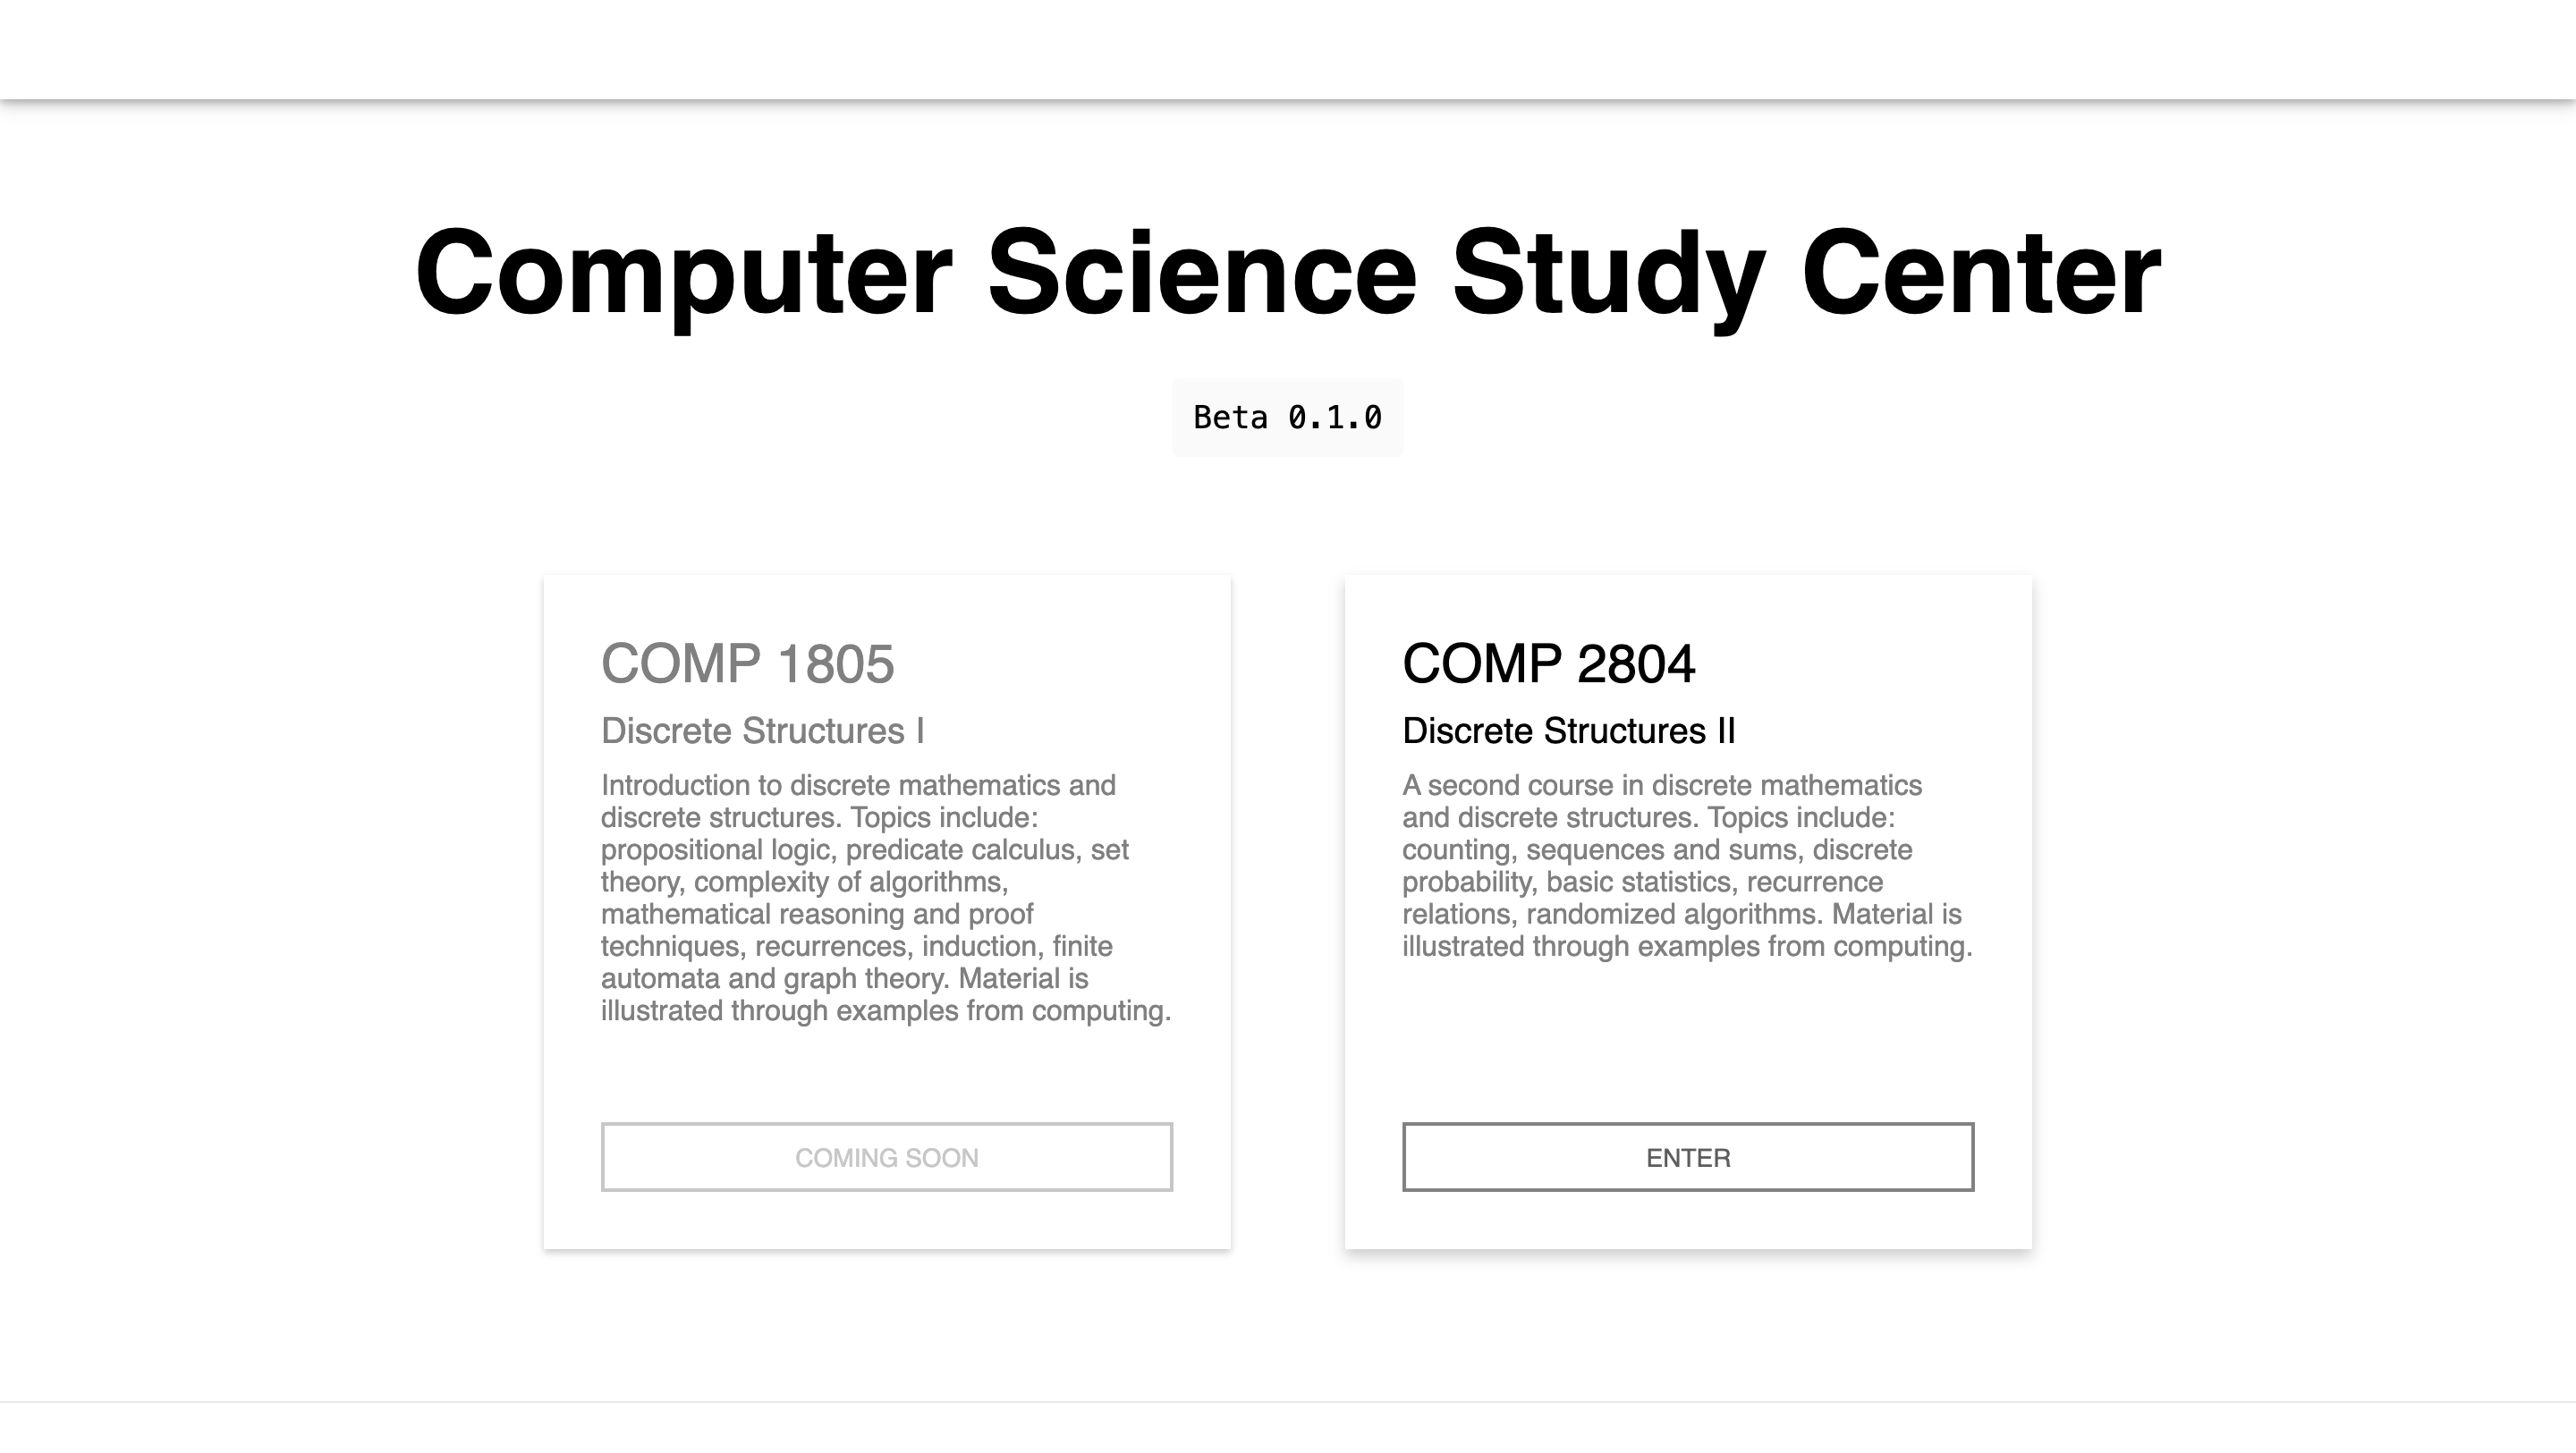 Computer Science Study Center
Beta 0.1.0
COMP 1805
Discrete Structures I
Introduction to discrete mathematics and
discrete structures. Topics include:
propositional logic, predicate calculus, set
theory, complexity of algorithms,
mathematical reasoning and proof
techniques, recurrences, induction, finite
automata and graph theory. Material is
illustrated through examples from computing.
COMING SOON
COMP 2804
Discrete Structures II
A second course in discrete mathematics
and discrete structures. Topics include:
counting, sequences and sums, discrete
probability, basic statistics, recurrence
relations, randomized algorithms. Material is
illustrated through examples from computing.
ENTER